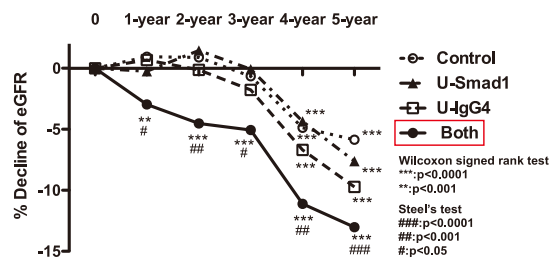 0 1-year 2-year 3-year 4-year 5-year
% Decline of eGFR
0
-5
-10
-15
**
#
***
##
***
#
***
***
***
##
***
***
***
***
###
Control
U-Smad1
U-IgG4
Both
Wilcoxon signed rank test
***:p<0.0001
**:p<0.001
Steel's test
###:p<0.0001
##:p<0.001
#:p<0.05